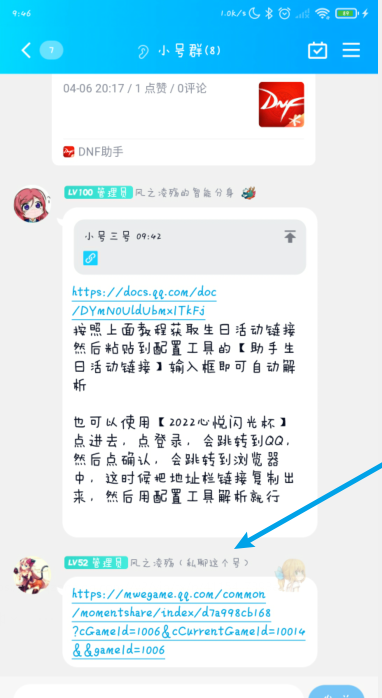 9:46
1.0k/s
59
<
?
小号群(8)
04-06 20:17 / 1 点赞 / 0评论
DNF
DNF助手
LV100 管理员 风之凌殇的智能分身
小号三号 09:42
https://docs.qq.com/doc
/DYmN0UldUbmx1TkFj
按照上面教程获取生日活动链接
然后粘贴到配置工具的【助手生
日活动链接】输入框即可自动解
析
也可以使用【2022心悦闪光杯】
点进去，点登录，会跳转到QQ，
然后点确认，会跳转到浏览器
中，这时候把地址栏链接复制出
来，然后用配置工具解析就行
LV52 管理员 风之凌殇（私聊这个号）
https://mwegame.qq.com/common
/momentshare/index/d7a998cb168
?cGameId=1006&cCurrentGameId=10014
&&gameId=1006